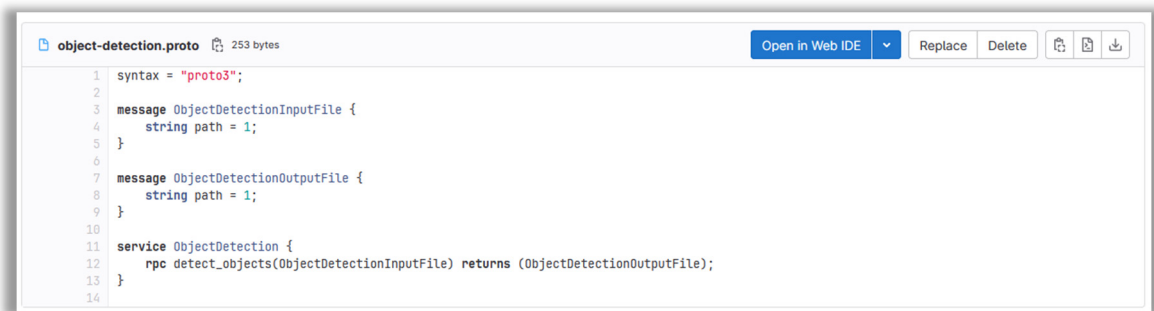 object-detection.proto 253 bytes Open in Web IDE Replace Delete
1 syntax = "proto3";
2
3 message ObjectDetectionInputFile {
4     string path = 1;
5 }
6
7 message ObjectDetectionOutputFile {
8     string path = 1;
9 }
10
11 service ObjectDetection {
12     rpc detect_objects(ObjectDetectionInputFile) returns (ObjectDetectionOutputFile);
13 }
14